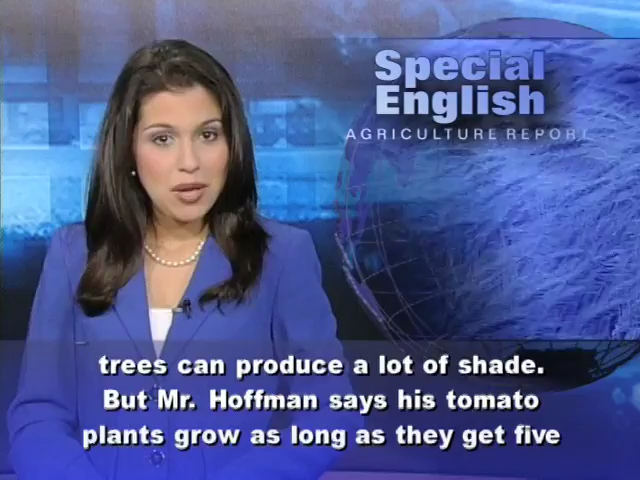 Special
English
AGRICULTURE REPORT
trees can produce a lot of shade.
But Mr. Hoffman says his tomato
plants grow as long as they get five